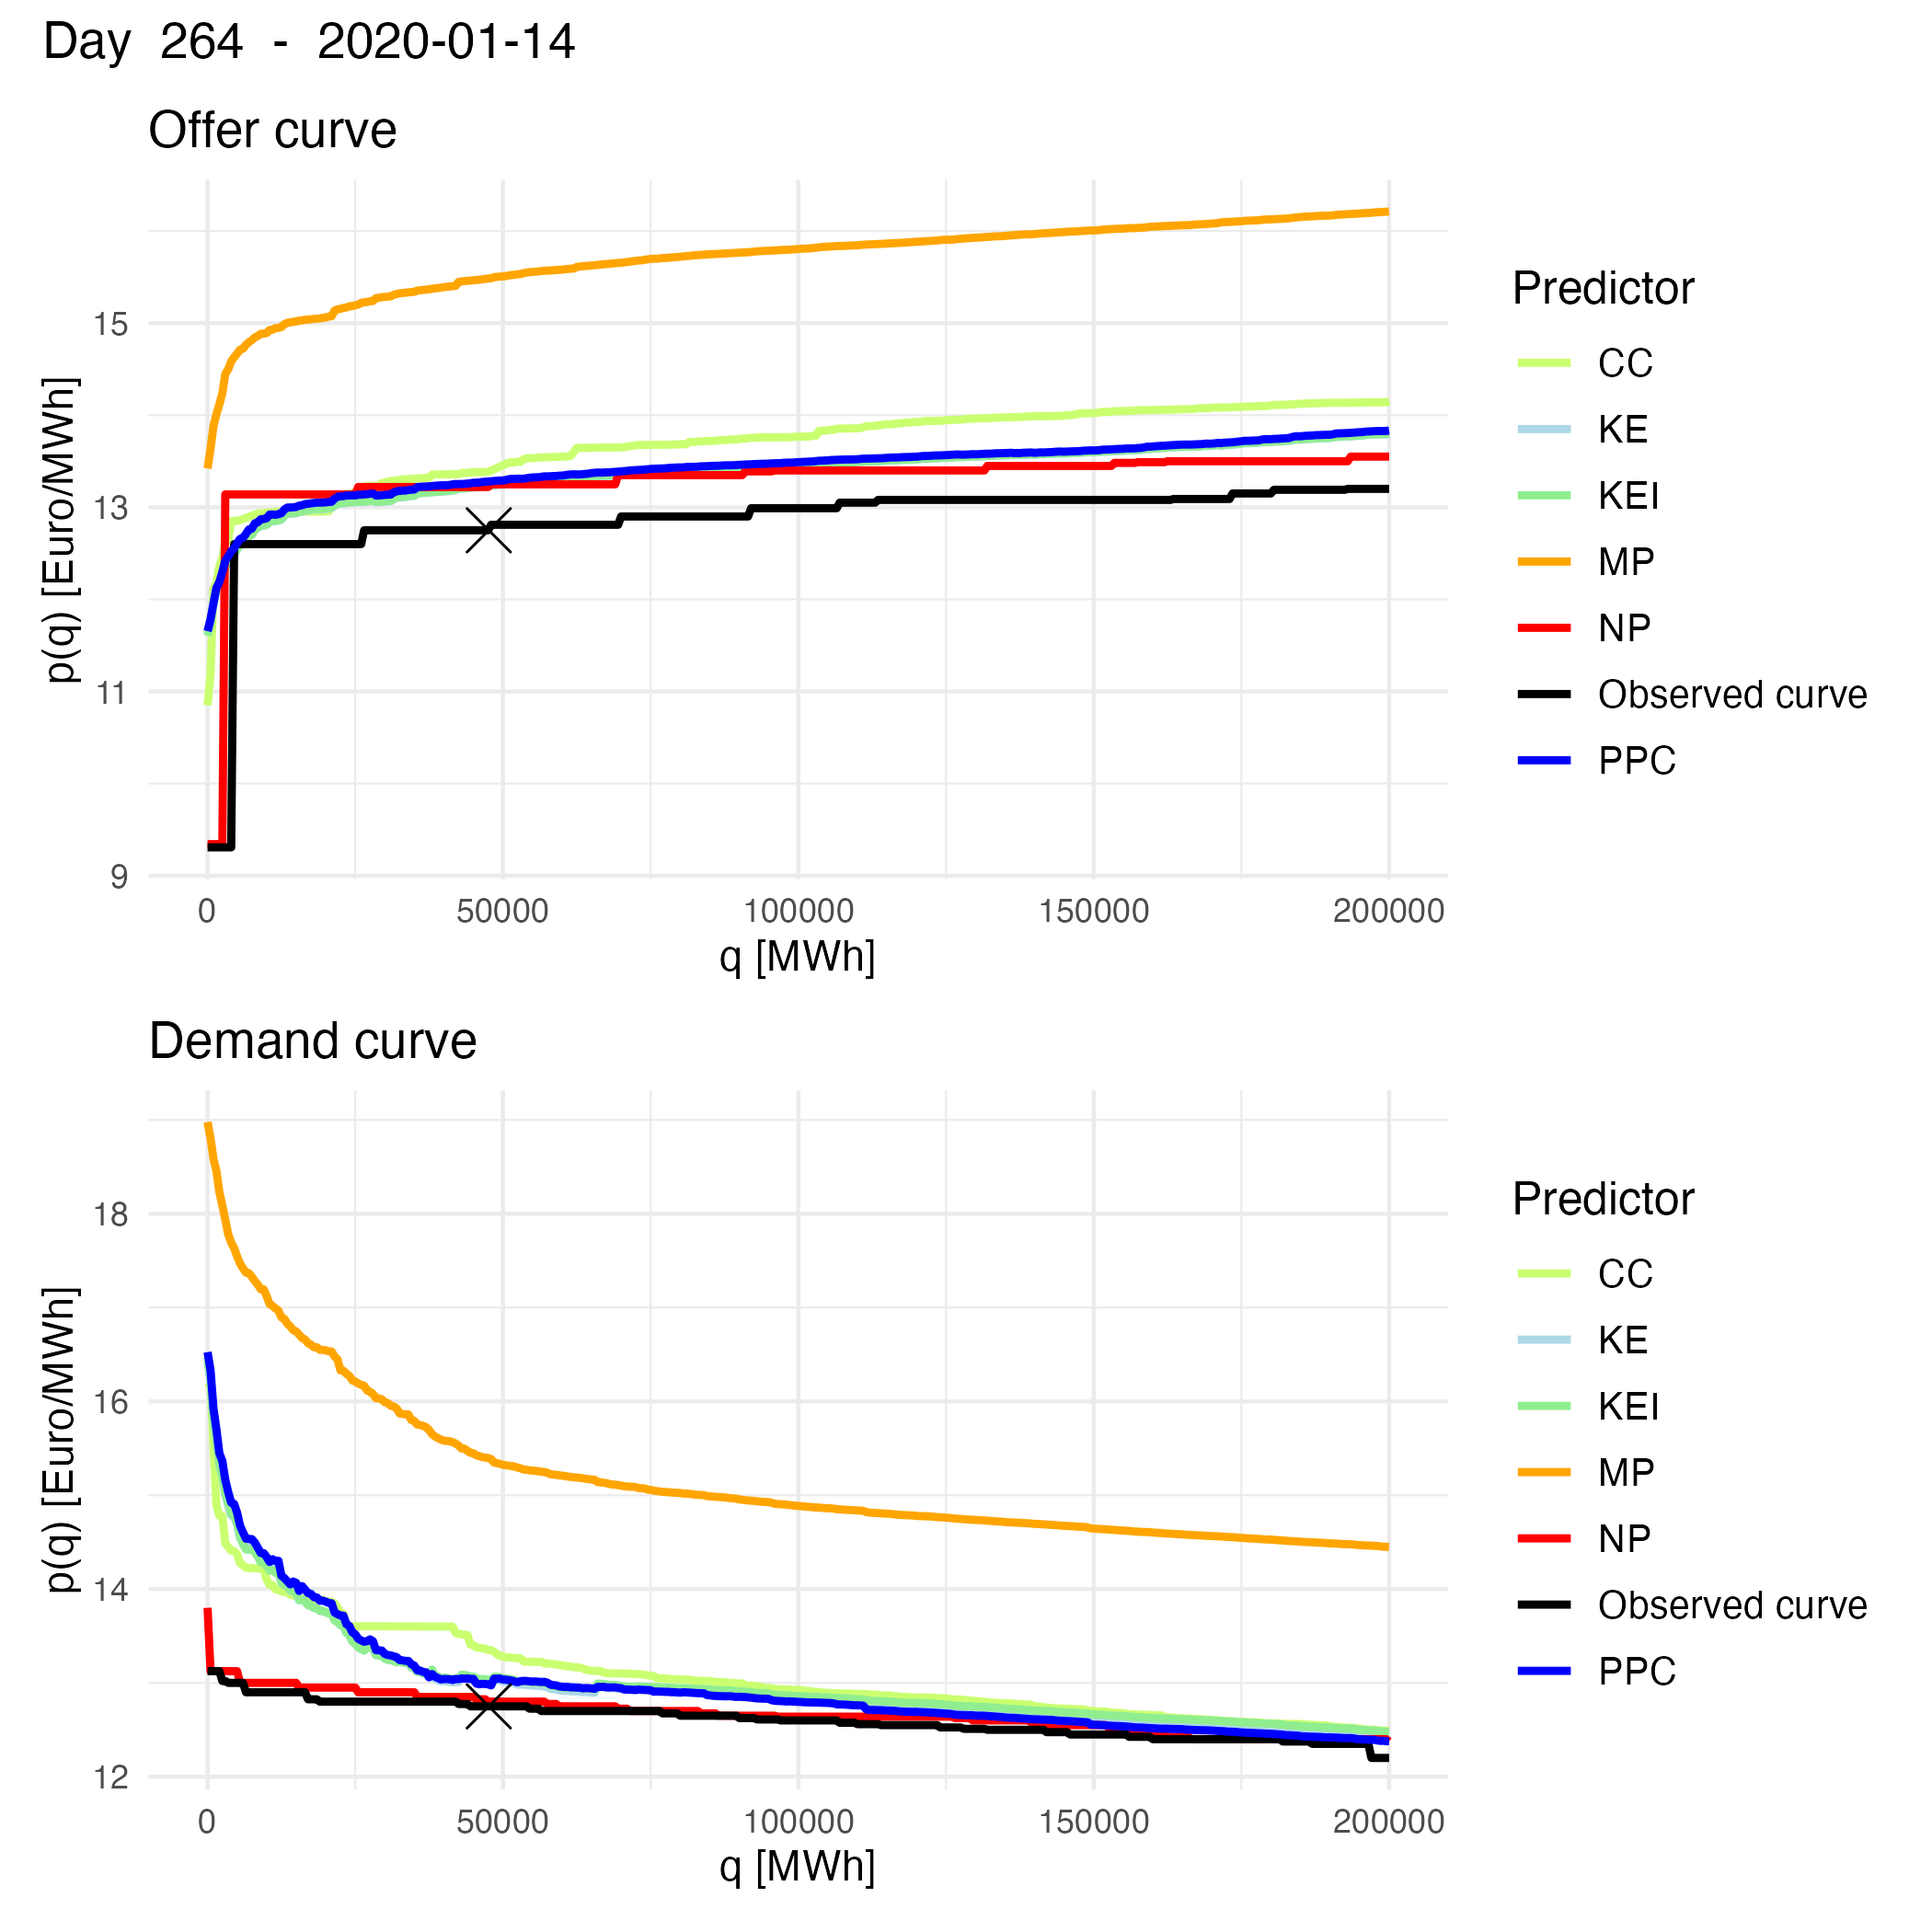 Day 264 - 2020-01-14
Offer curve
p(q) [Euro/MWh]
15
13
11
9
0 50000 100000 150000 200000
q [MWh]
Predictor
CC
KE
KEI
MP
NP
Observed curve
PPC
Demand curve
p(q) [Euro/MWh]
18
16
14
12
0 50000 100000 150000 200000
q [MWh]
Predictor
CC
KE
KEI
MP
NP
Observed curve
PPC